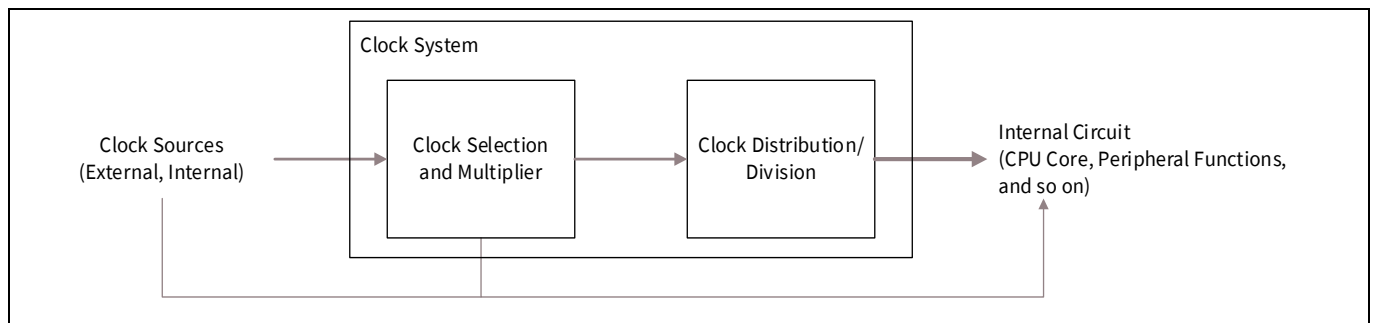 Clock System
Clock Sources
(External, Internal)
Clock Selection
and Multiplier
Clock Distribution/
Division
Internal Circuit
(CPU Core, Peripheral Functions,
and so on)